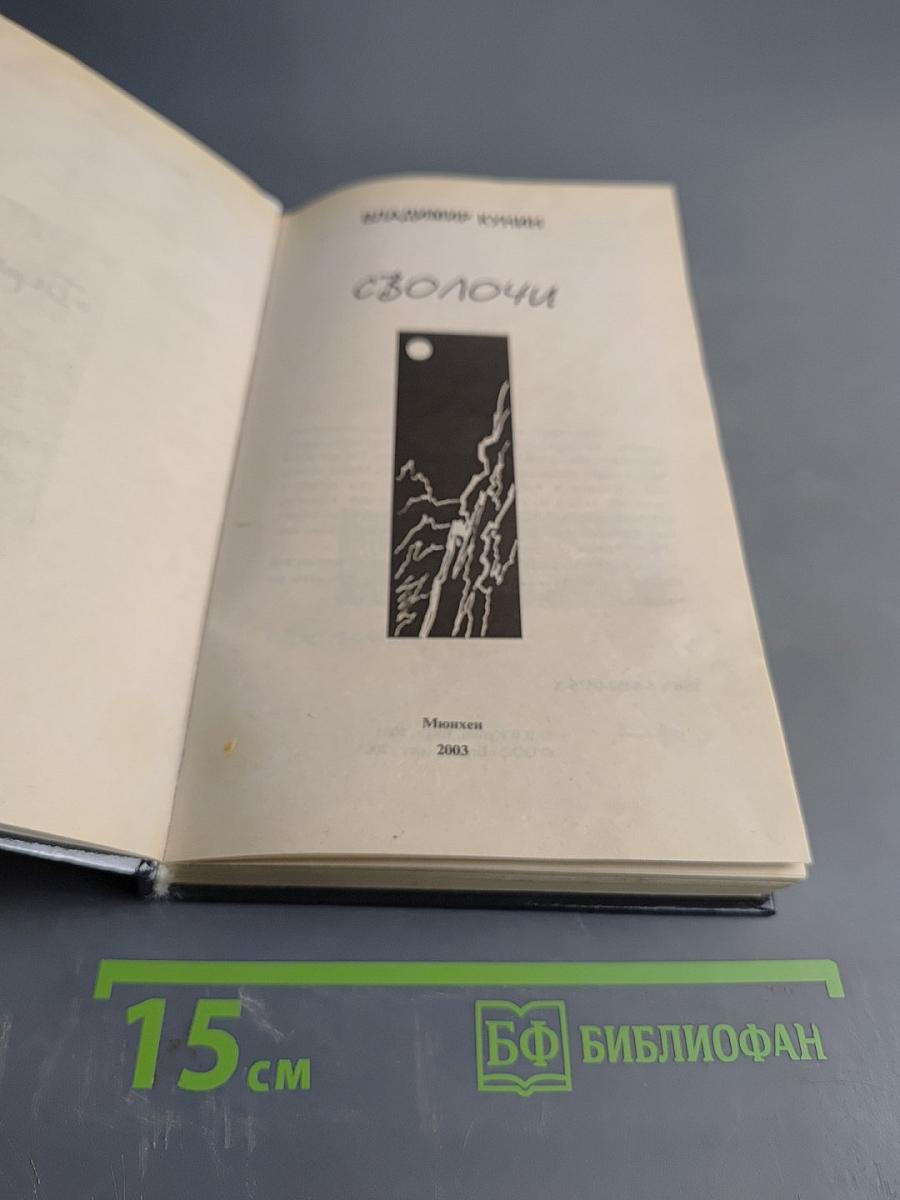 ВЛАДИМИР КУНИН
СВОЛОЧИ
Мюнхен
2003
15 см
БФ БИБЛИОФАН